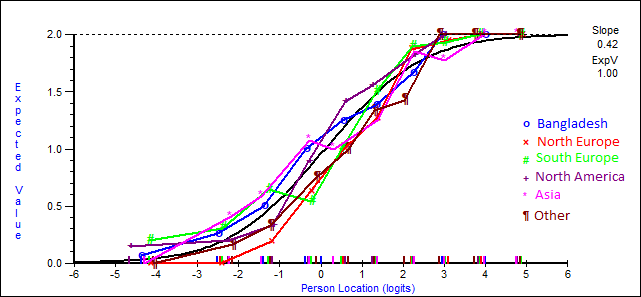 2.0
Slope
0.42
ExpV
1.00
1.5
Expected Value
1.0
o Bangladesh
× North Europe
# South Europe
+ North America
* Asia
¶ Other
0.5
0.0
-6 -5 -4 -3 -2 -1 0 1 2 3 4 5 6
Person Location (logits)